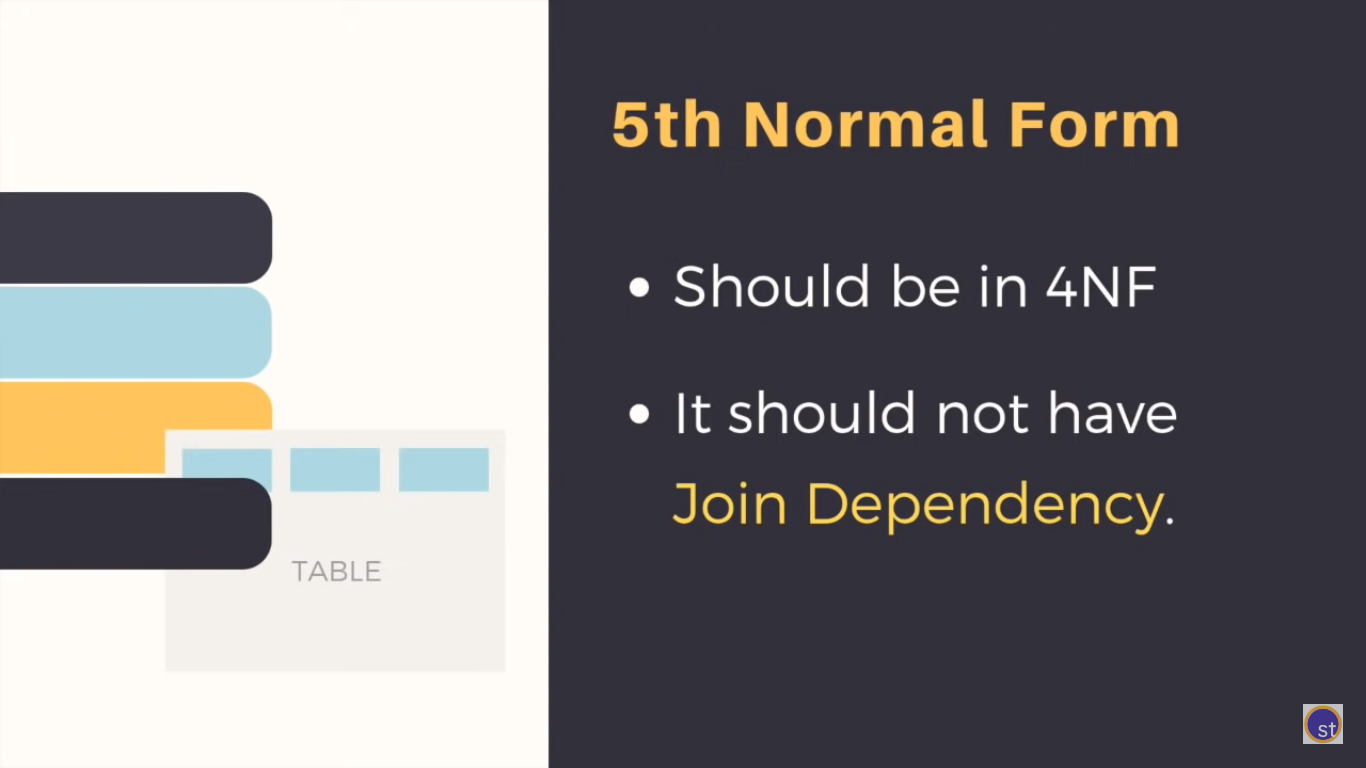 5th Normal Form
• Should be in 4NF
• It should not have
Join Dependency.
TABLE
st